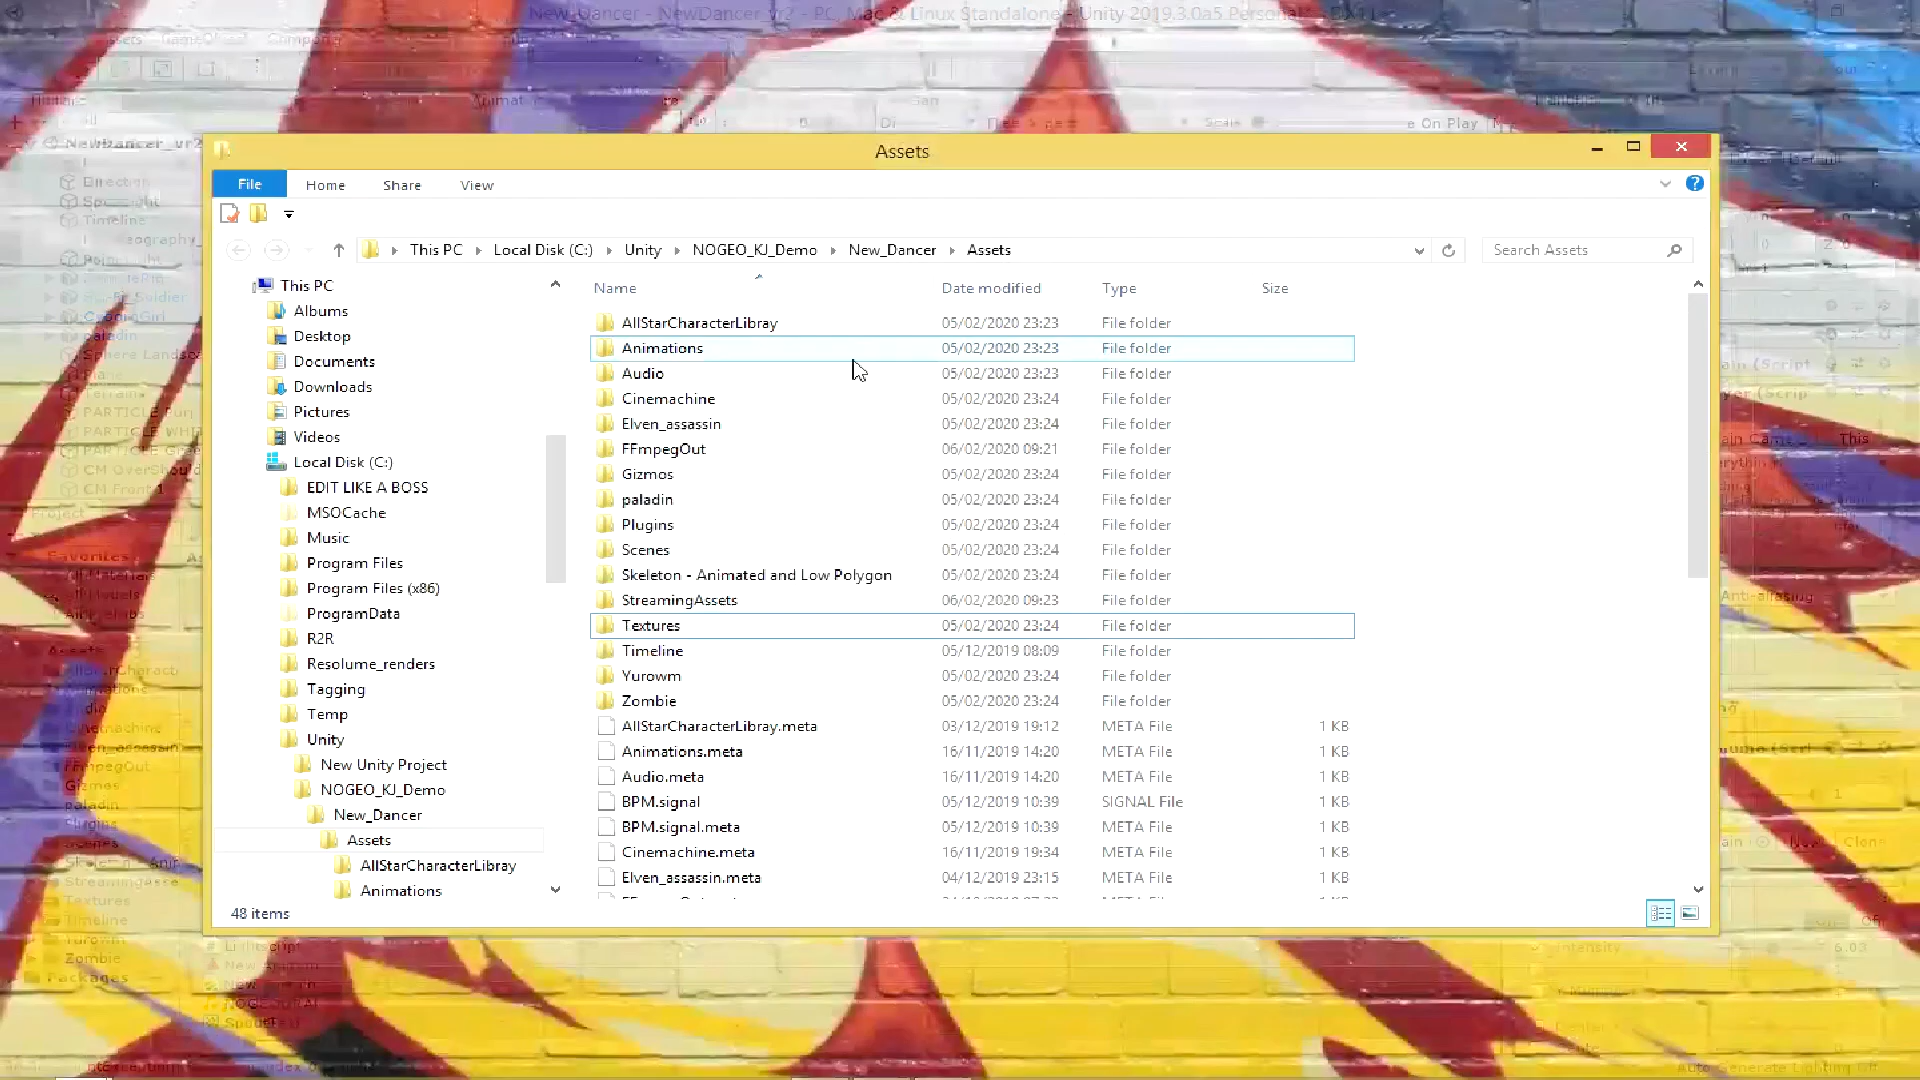 New_Dancer - NewDancer_vr2 - PC, Mac & Linux Standalone - Unity 2019.3.0a5 Personal
Assets
File
Home
Share
View
This PC
Local Disk (C:)
Unity
NOGEO_KJ_Demo
New_Dancer
Assets
Search Assets
This PC
Albums
Desktop
Documents
Downloads
Pictures
Videos
Local Disk (C:)
EDIT LIKE A BOSS
MSOCache
Music
Program Files
Program Files (x86)
ProgramData
R2R
Resolume_renders
Tagging
Temp
Unity
New Unity Project
NOGEO_KJ_Demo
New_Dancer
Assets
AllStarCharacterLibray
Animations
Name Date modified Type Size
AllStarCharacterLibray 05/02/2020 23:23 File folder
Animations 05/02/2020 23:23 File folder
Audio 05/02/2020 23:23 File folder
Cinemachine 05/02/2020 23:24 File folder
Elven_assassin 05/02/2020 23:24 File folder
FFmpegOut 06/02/2020 09:21 File folder
Gizmos 05/02/2020 23:24 File folder
paladin 05/02/2020 23:24 File folder
Plugins 05/02/2020 23:24 File folder
Scenes 05/02/2020 23:24 File folder
Skeleton - Animated and Low Polygon 05/02/2020 23:24 File folder
StreamingAssets 06/02/2020 09:23 File folder
Textures 05/02/2020 23:24 File folder
Timeline 05/12/2019 08:09 File folder
Yurowm 05/02/2020 23:24 File folder
Zombie 05/02/2020 23:24 File folder
AllStarCharacterLibray.meta 03/12/2019 19:12 META File 1 KB
Animations.meta 16/11/2019 14:20 META File 1 KB
Audio.meta 16/11/2019 14:20 META File 1 KB
BPM.signal 05/12/2019 10:39 SIGNAL File 1 KB
BPM.signal.meta 05/12/2019 10:39 META File 1 KB
Cinemachine.meta 16/11/2019 19:34 META File 1 KB
Elven_assassin.meta 04/12/2019 23:15 META File 1 KB
48 items